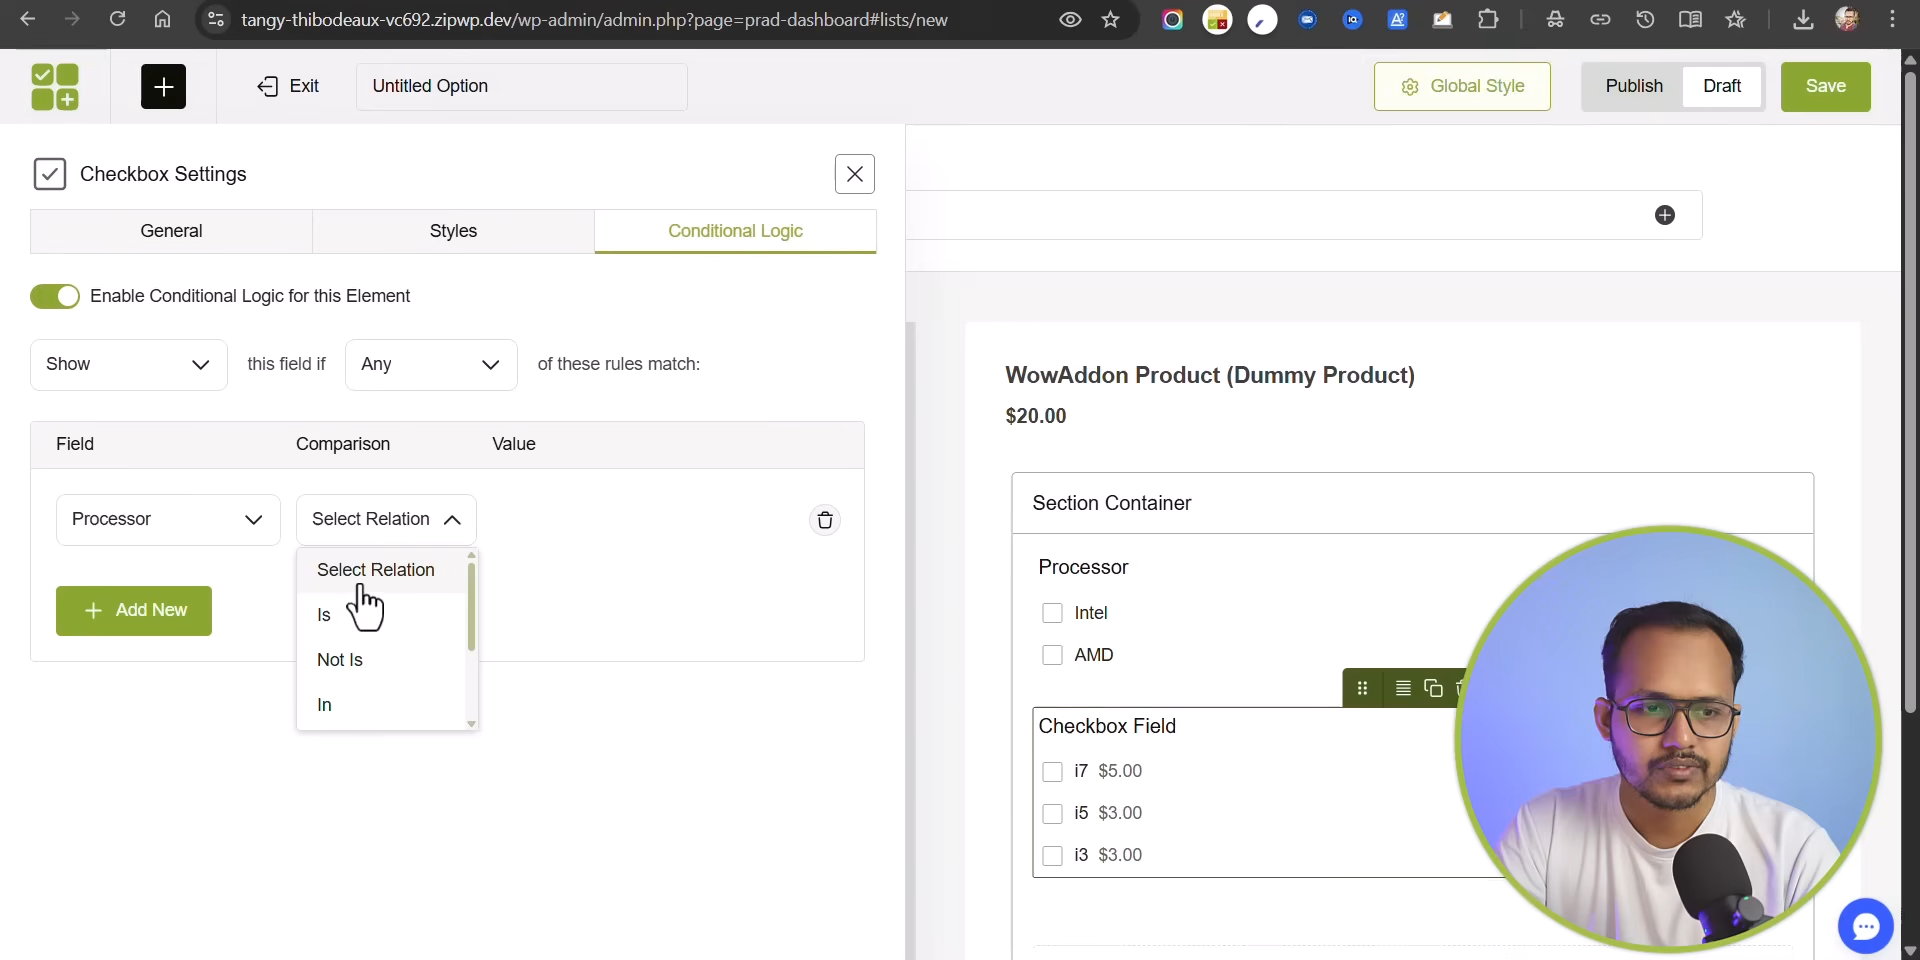 tangy-thibodeaux-vc692.zipwp.dev/wp-admin/admin.php?page=prad-dashboard#lists/new
Exit
Untitled Option
Global Style
Publish
Draft
Save
Checkbox Settings
General
Styles
Conditional Logic
Enable Conditional Logic for this Element
Show
this field if
Any
of these rules match:
Field
Comparison
Value
Processor
Select Relation
Select Relation
Is
Not Is
In
Add New
WowAddon Product (Dummy Product)
$20.00
Section Container
Processor
Intel
AMD
Checkbox Field
i7 $5.00
i5 $3.00
i3 $3.00